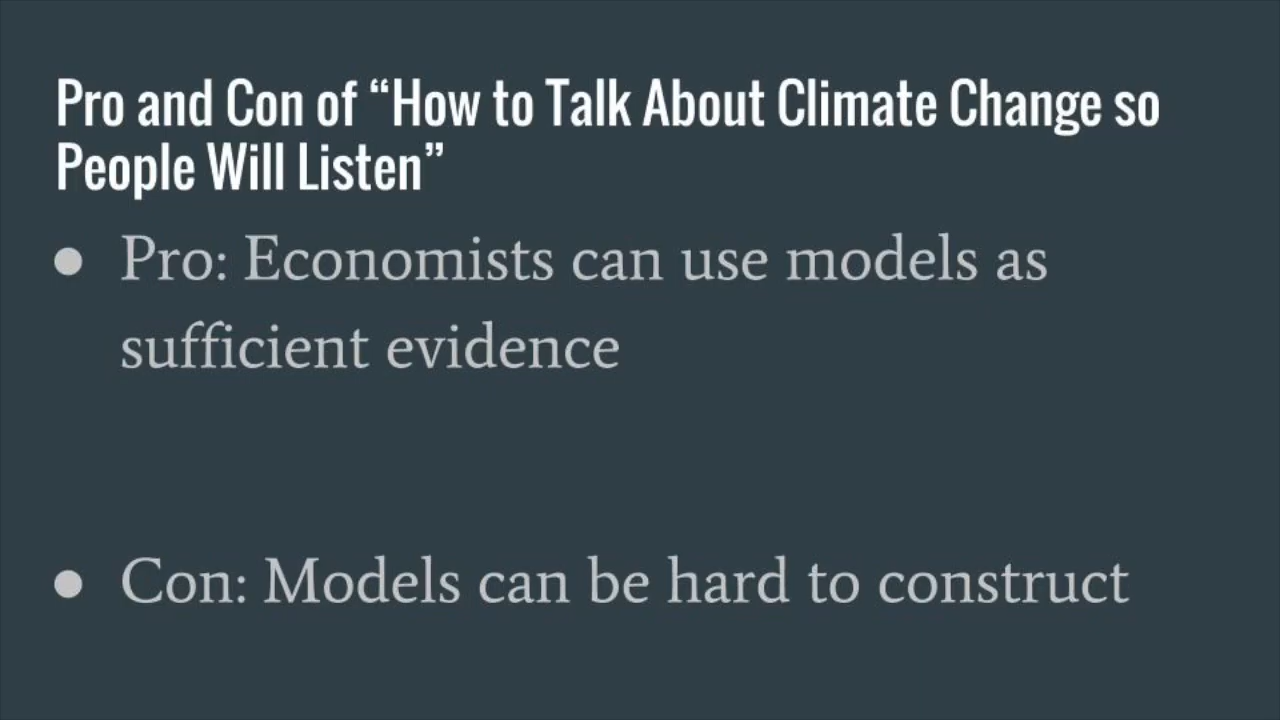 Pro and Con of “How to Talk About Climate Change so
People Will Listen”
● Pro: Economists can use models as
sufficient evidence
● Con: Models can be hard to construct